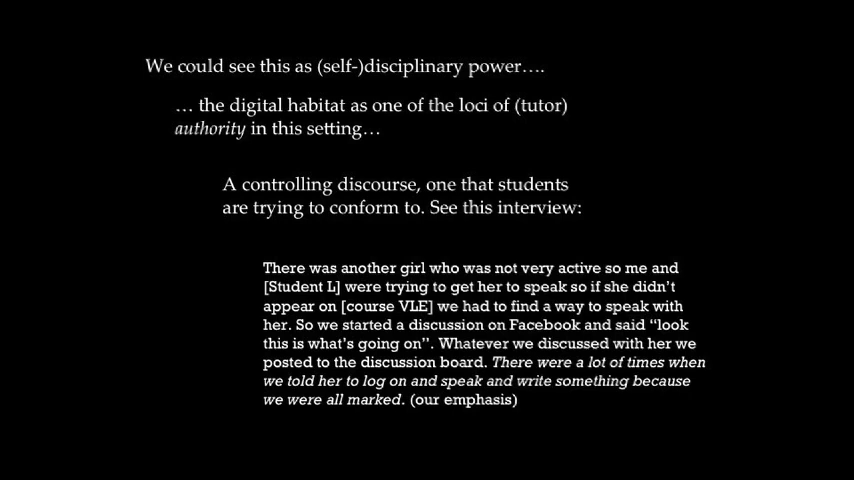 We could see this as (self-)disciplinary power….
… the digital habitat as one of the loci of (tutor)
authority in this setting…
A controlling discourse, one that students
are trying to conform to. See this interview:
There was another girl who was not very active so me and
[Student L] were trying to get her to speak so if she didn’t
appear on [course VLE] we had to find a way to speak with
her. So we started a discussion on Facebook and said “look
this is what’s going on”. Whatever we discussed with her we
posted to the discussion board. There were a lot of times when
we told her to log on and speak and write something because
we were all marked. (our emphasis)